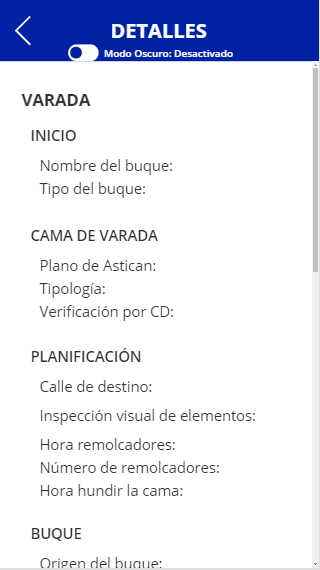 DETALLES
Modo Oscuro: Desactivado
VARADA
INICIO
Nombre del buque:
Tipo del buque:
CAMA DE VARADA
Plano de Astican:
Tipología:
Verificación por CD:
PLANIFICACIÓN
Calle de destino:
Inspección visual de elementos:
Hora remolcadores:
Número de remolcadores:
Hora hundir la cama:
BUQUE
Origen del buque: